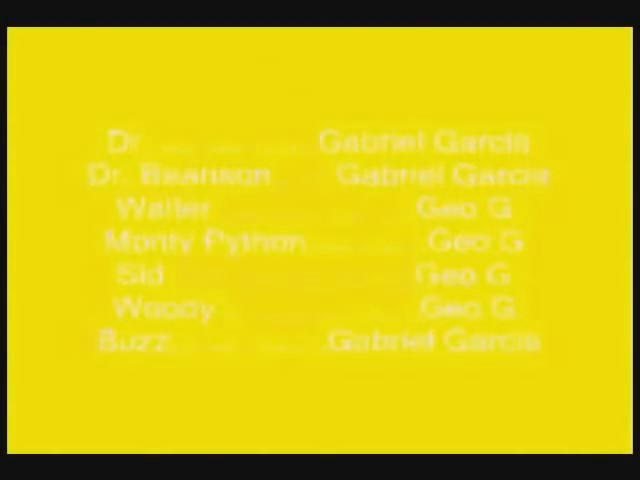 Dr ........ Gabriel Garcia
Dr. Beanson ..... Gabriel Garcia
Walter ........ Geo G
Monty Python ....... Geo G
Sid ........ Geo G
Woody ........ Geo G
Buzz ........ Gabriel Garcia